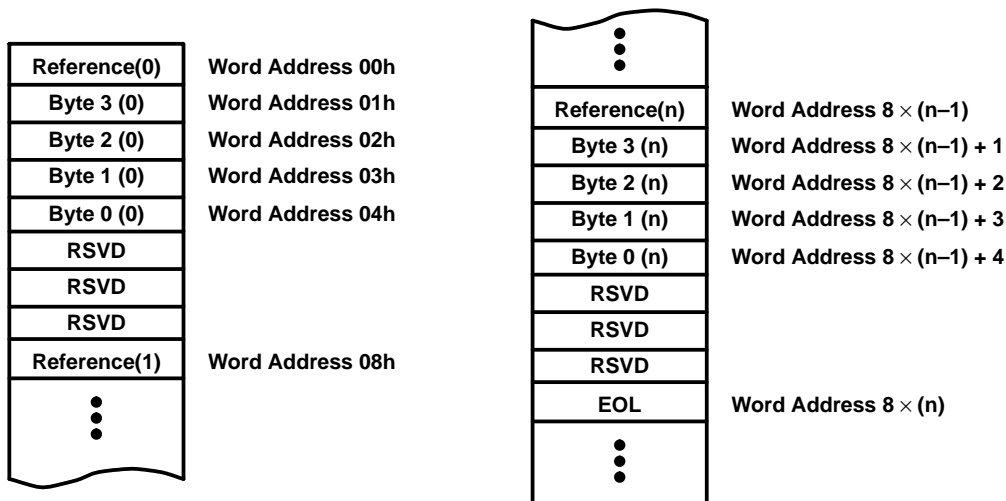 Reference(0) Word Address 00h
Byte 3 (0) Word Address 01h
Byte 2 (0) Word Address 02h
Byte 1 (0) Word Address 03h
Byte 0 (0) Word Address 04h
RSVD
RSVD
RSVD
Reference(1) Word Address 08h
Reference(n) Word Address 8 × (n–1)
Byte 3 (n) Word Address 8 × (n–1) + 1
Byte 2 (n) Word Address 8 × (n–1) + 2
Byte 1 (n) Word Address 8 × (n–1) + 3
Byte 0 (n) Word Address 8 × (n–1) + 4
RSVD
RSVD
RSVD
EOL Word Address 8 × (n)